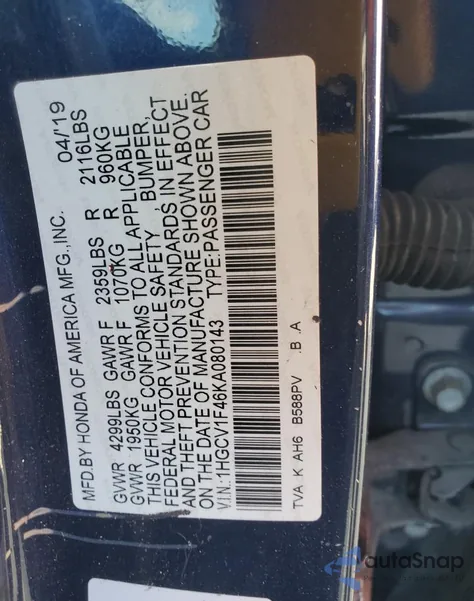 MFD.BY HONDA OF AMERICA MFG.,INC. 04/'19
GVWR 4299LBS GAWR F 2359LBS R 2116LBS
GVWR 1950KG GAWR F 1070KG R 960KG
THIS VEHICLE CONFORMS TO ALL APPLICABLE
FEDERAL MOTOR VEHICLE SAFETY BUMPER,
AND THEFT PREVENTION STANDARDS IN EFFECT
ON THE DATE OF MANUFACTURE SHOWN ABOVE.
V.I.N.:1HGCV1F46KA080143 TYPE:PASSENGER CAR
TVA K AH6 B588PV .B .A
autaSnap